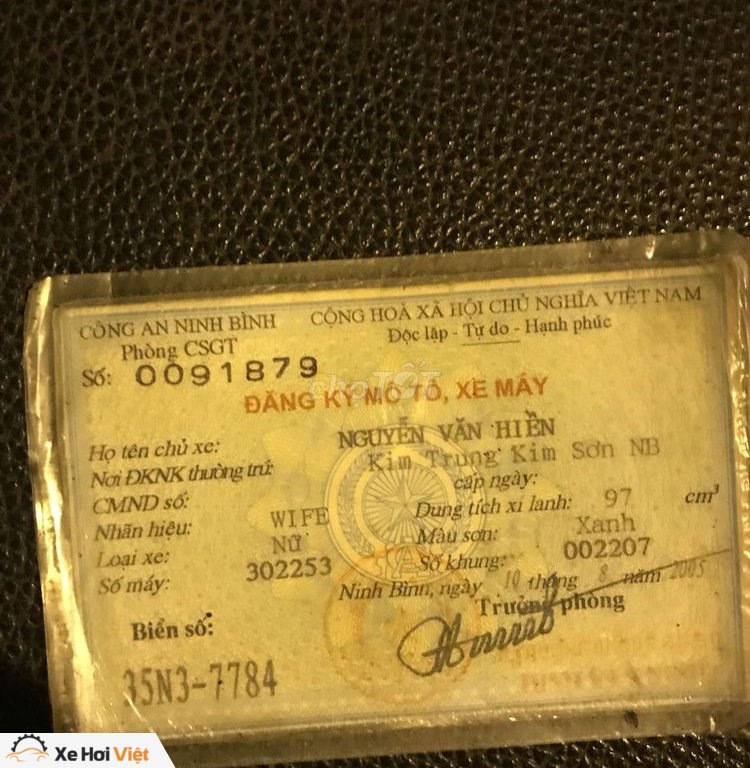 CÔNG AN NINH BÌNH
CỘNG HOÀ XÃ HỘI CHỦ NGHĨA VIỆT NAM
Phòng CSGT
Độc lập - Tự do - Hạnh phúc
Số: 0091879
choTỐT
ĐĂNG KÝ MÔ TÔ, XE MÁY
Họ tên chủ xe: NGUYỄN VĂN HIỀN
Nơi ĐKNK thường trú: Kim Trung Kim Sơn NB
CMND số: cấp ngày:
Nhãn hiệu: WIFE Dung tích xi lanh: 97 cm³
Loại xe: Nữ Màu sơn: Xanh
Số máy: 302253 Số khung: 002207
Ninh Bình, ngày 10 tháng 8 năm 2005
Biển số: Trưởng phòng
35N3-7784
Xe Hơi Việt